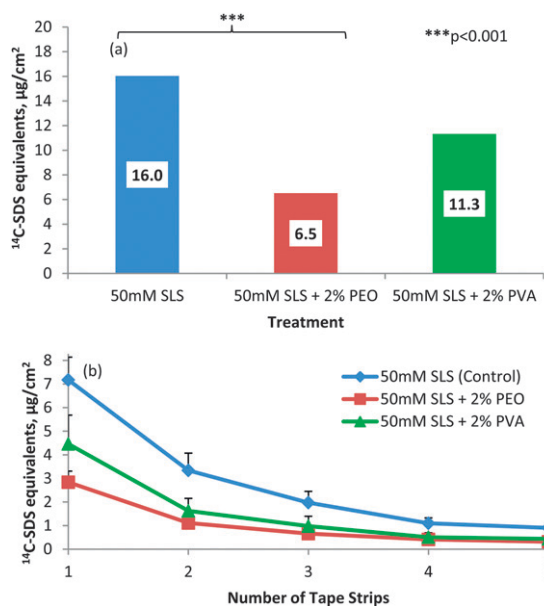 ***
(a)
***p<0.001
¹⁴C-SDS equivalents, µg/cm²
20
18
16
14
12
10
8
6
4
2
0
16.0
6.5
11.3
50mM SLS
50mM SLS + 2% PEO
50mM SLS + 2% PVA
Treatment
(b)
50mM SLS (Control)
50mM SLS + 2% PEO
50mM SLS + 2% PVA
¹⁴C-SDS equivalents, µg/cm²
8
7
6
5
4
3
2
1
0
1
2
3
4
Number of Tape Strips